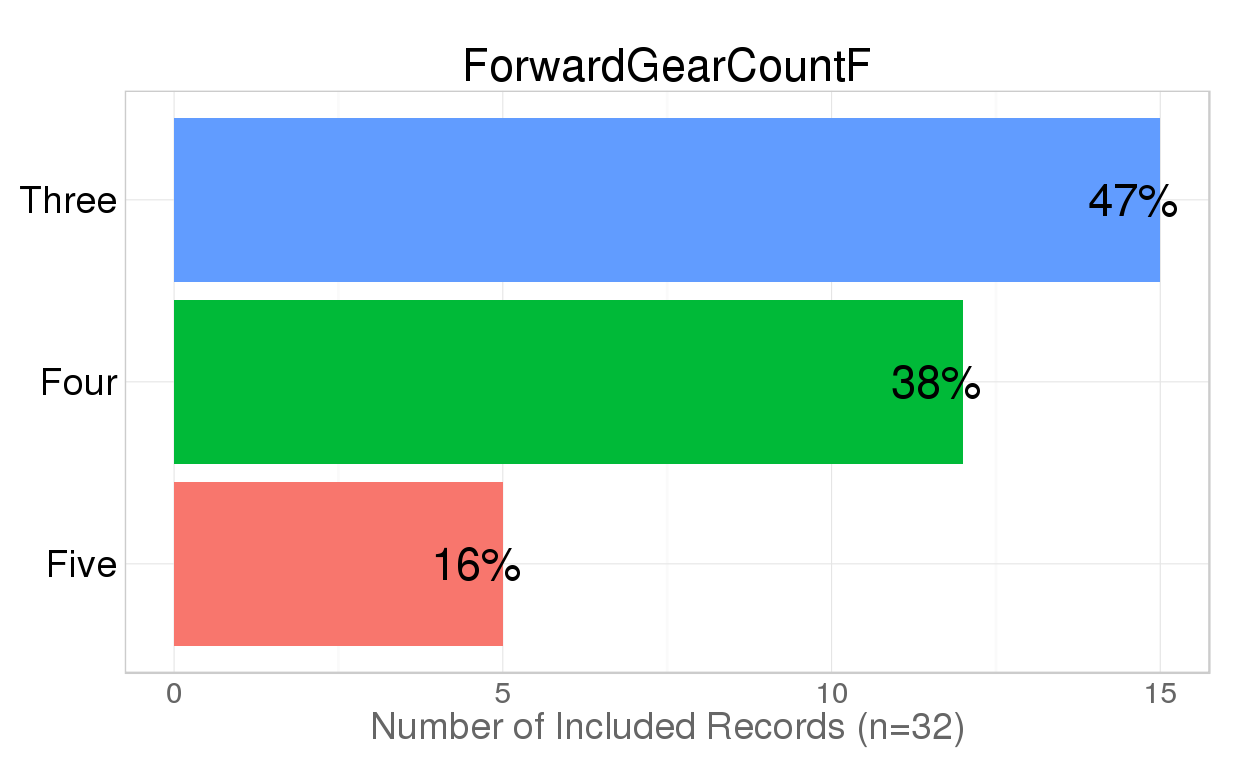 ForwardGearCountF
Three
47%
Four
38%
Five
16%
0 5 10 15
Number of Included Records (n=32)